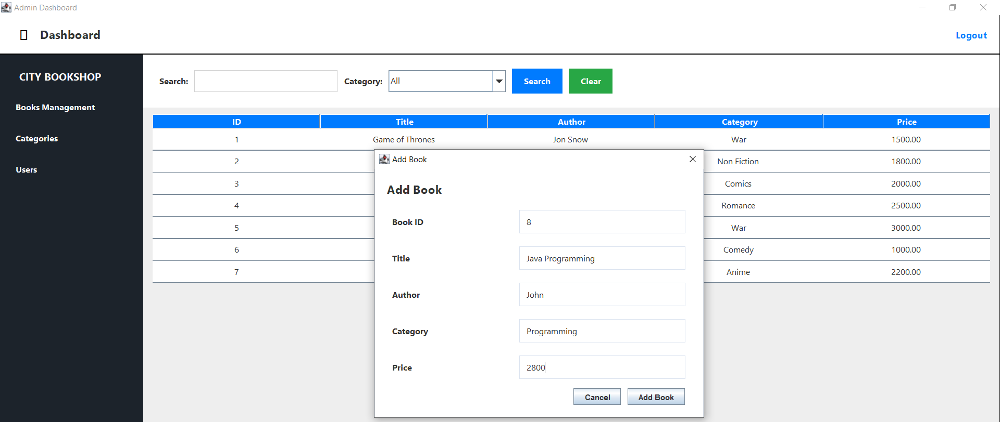 Admin Dashboard
Dashboard
Logout
CITY BOOKSHOP
Books Management
Categories
Users
Search: Category: All Search Clear
ID Title Author Category Price
1 Game of Thrones Jon Snow War 1500.00
2 Non Fiction 1800.00
3 Comics 2000.00
4 Romance 2500.00
5 War 3000.00
6 Comedy 1000.00
7 Anime 2200.00
Add Book
Add Book
Book ID 8
Title Java Programming
Author John
Category Programming
Price 2800
Cancel Add Book